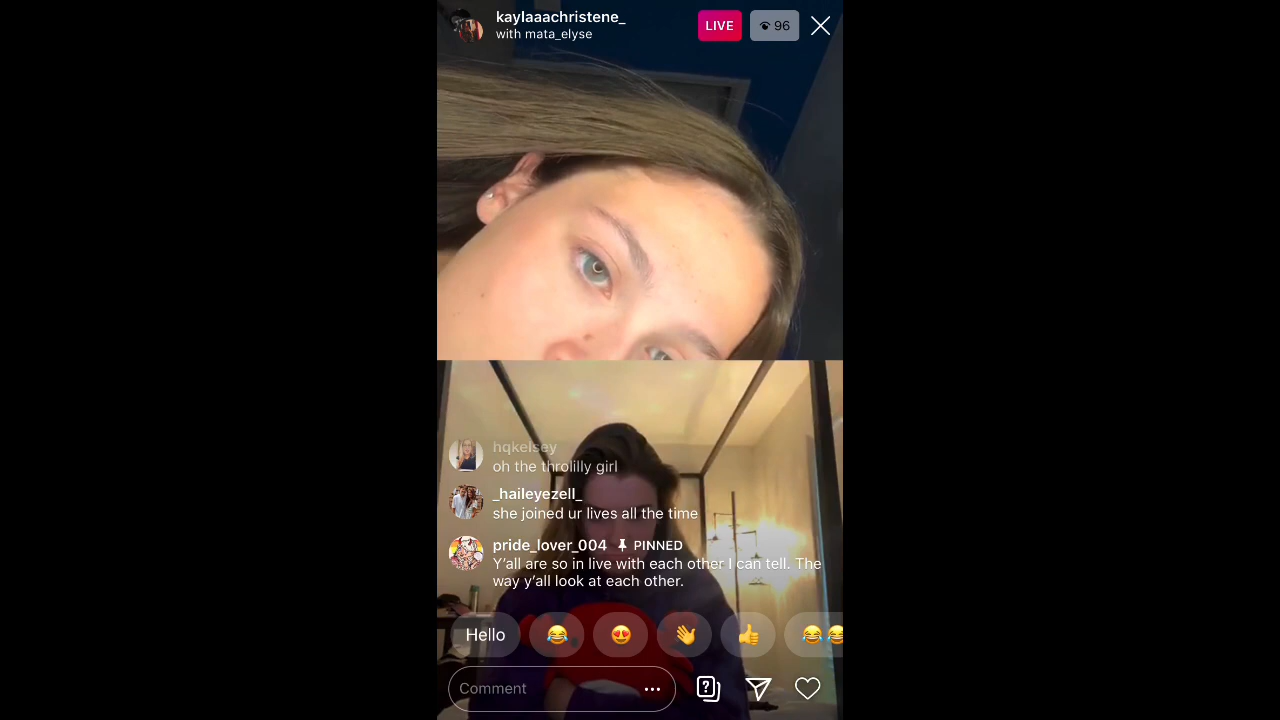 kaylaaachristene_
with mata_elyse
LIVE
96
hqkelsey
oh the throlilly girl
_haileyezell_
she joined ur lives all the time
pride_lover_004 PINNED
Y'all are so in live with each other I can tell. The
way y'all look at each other.
Hello
Comment